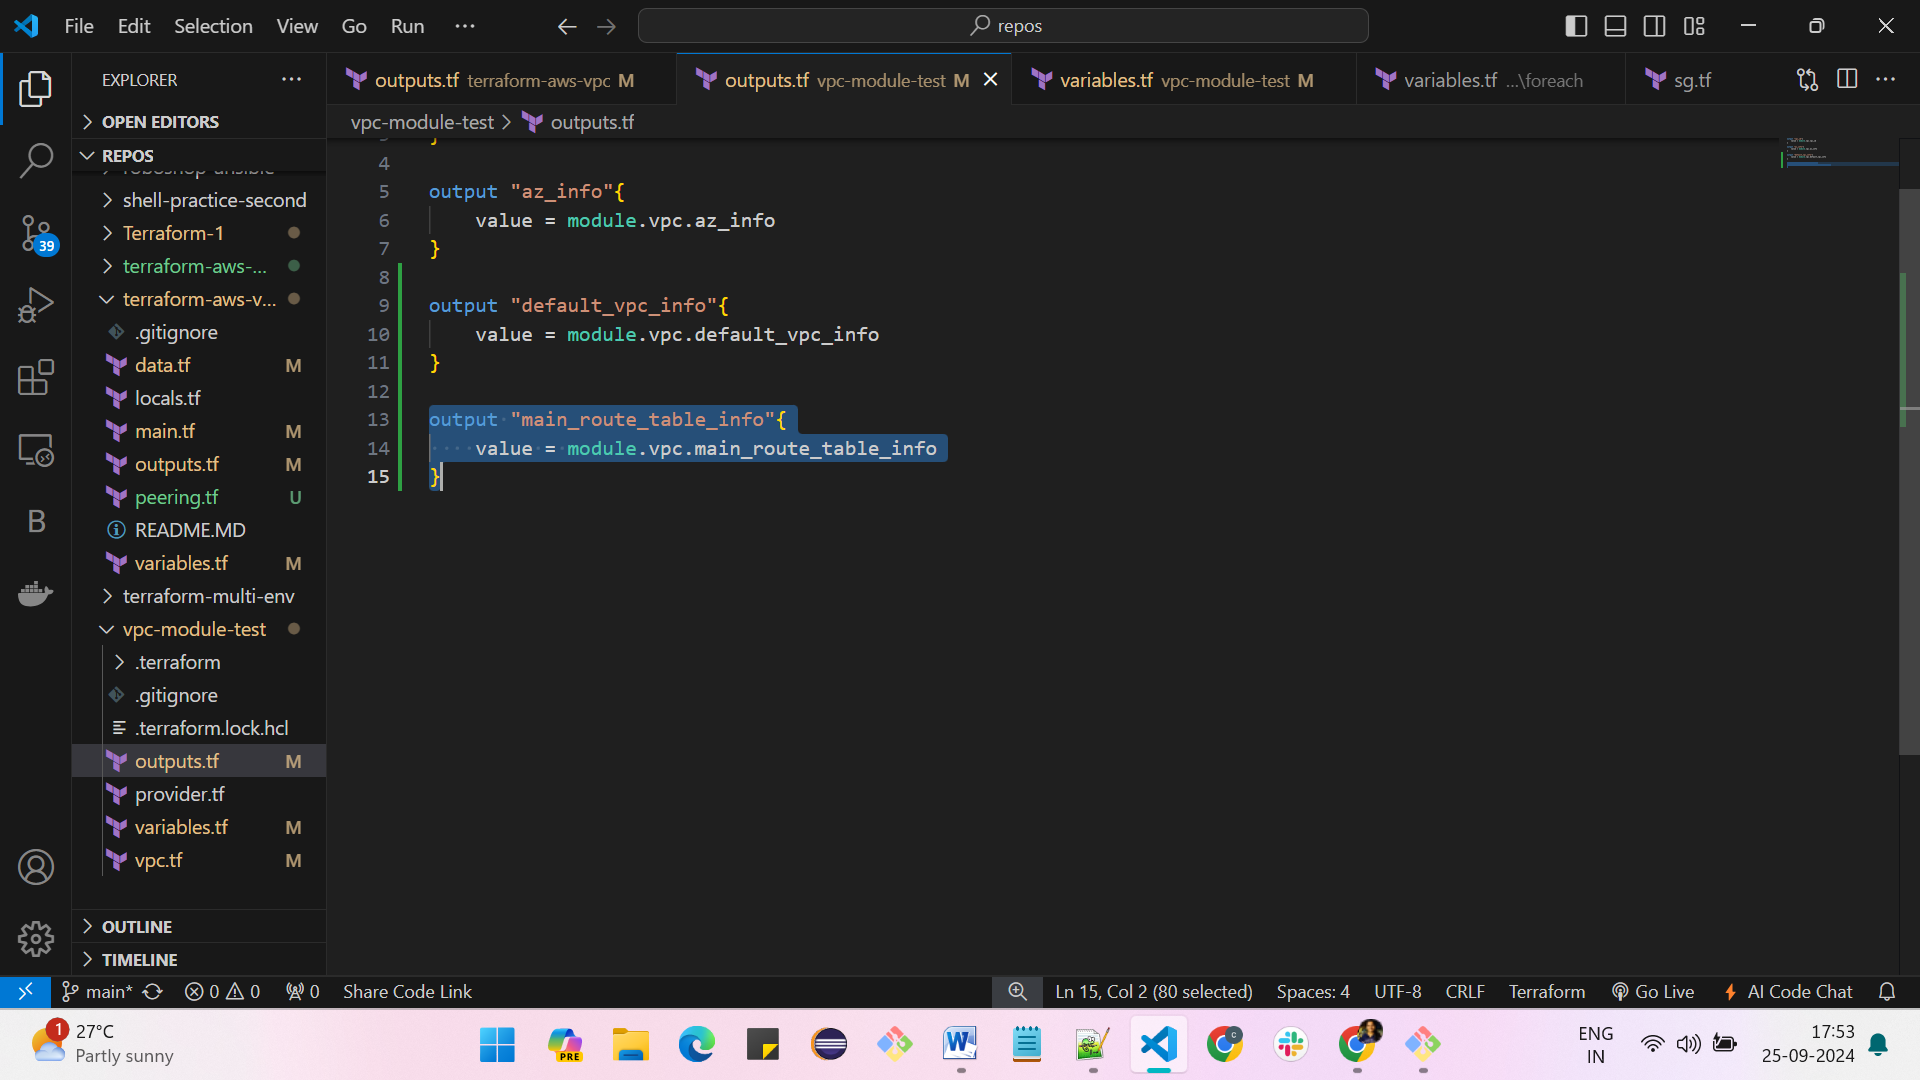 File Edit Selection View Go Run ···
repos
EXPLORER ···
OPEN EDITORS
REPOS
roboshop-ansible
shell-practice-second
Terraform-1
terraform-aws-...
terraform-aws-v...
.gitignore
data.tf M
locals.tf
main.tf M
outputs.tf M
peering.tf U
README.MD
variables.tf M
terraform-multi-env
vpc-module-test
.terraform
.gitignore
.terraform.lock.hcl
outputs.tf M
provider.tf
variables.tf M
vpc.tf M
OUTLINE
TIMELINE
39
B
outputs.tf terraform-aws-vpc M
outputs.tf vpc-module-test M
variables.tf vpc-module-test M
variables.tf ...\foreach
sg.tf
vpc-module-test > outputs.tf
3 }
4
5 output "az_info"{
6 value = module.vpc.az_info
7 }
8
9 output "default_vpc_info"{
10 value = module.vpc.default_vpc_info
11 }
12
13 output "main_route_table_info"{
14 value = module.vpc.main_route_table_info
15 }
main* 0 0 0 Share Code Link
Ln 15, Col 2 (80 selected) Spaces: 4 UTF-8 CRLF Terraform Go Live AI Code Chat
1 27°C
Partly sunny
PRE
W
C
ENG
IN
17:53
25-09-2024